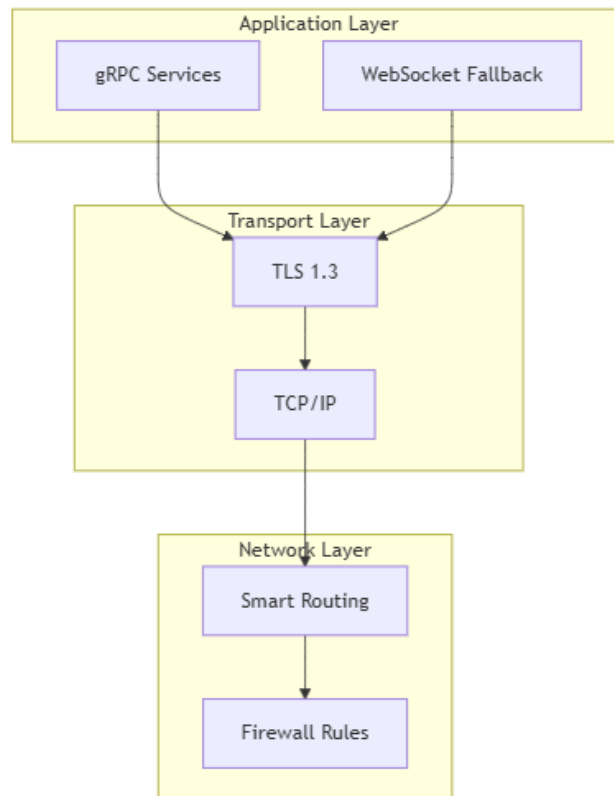 Application Layer
gRPC Services
WebSocket Fallback
Transport Layer
TLS 1.3
TCP/IP
Network Layer
Smart Routing
Firewall Rules